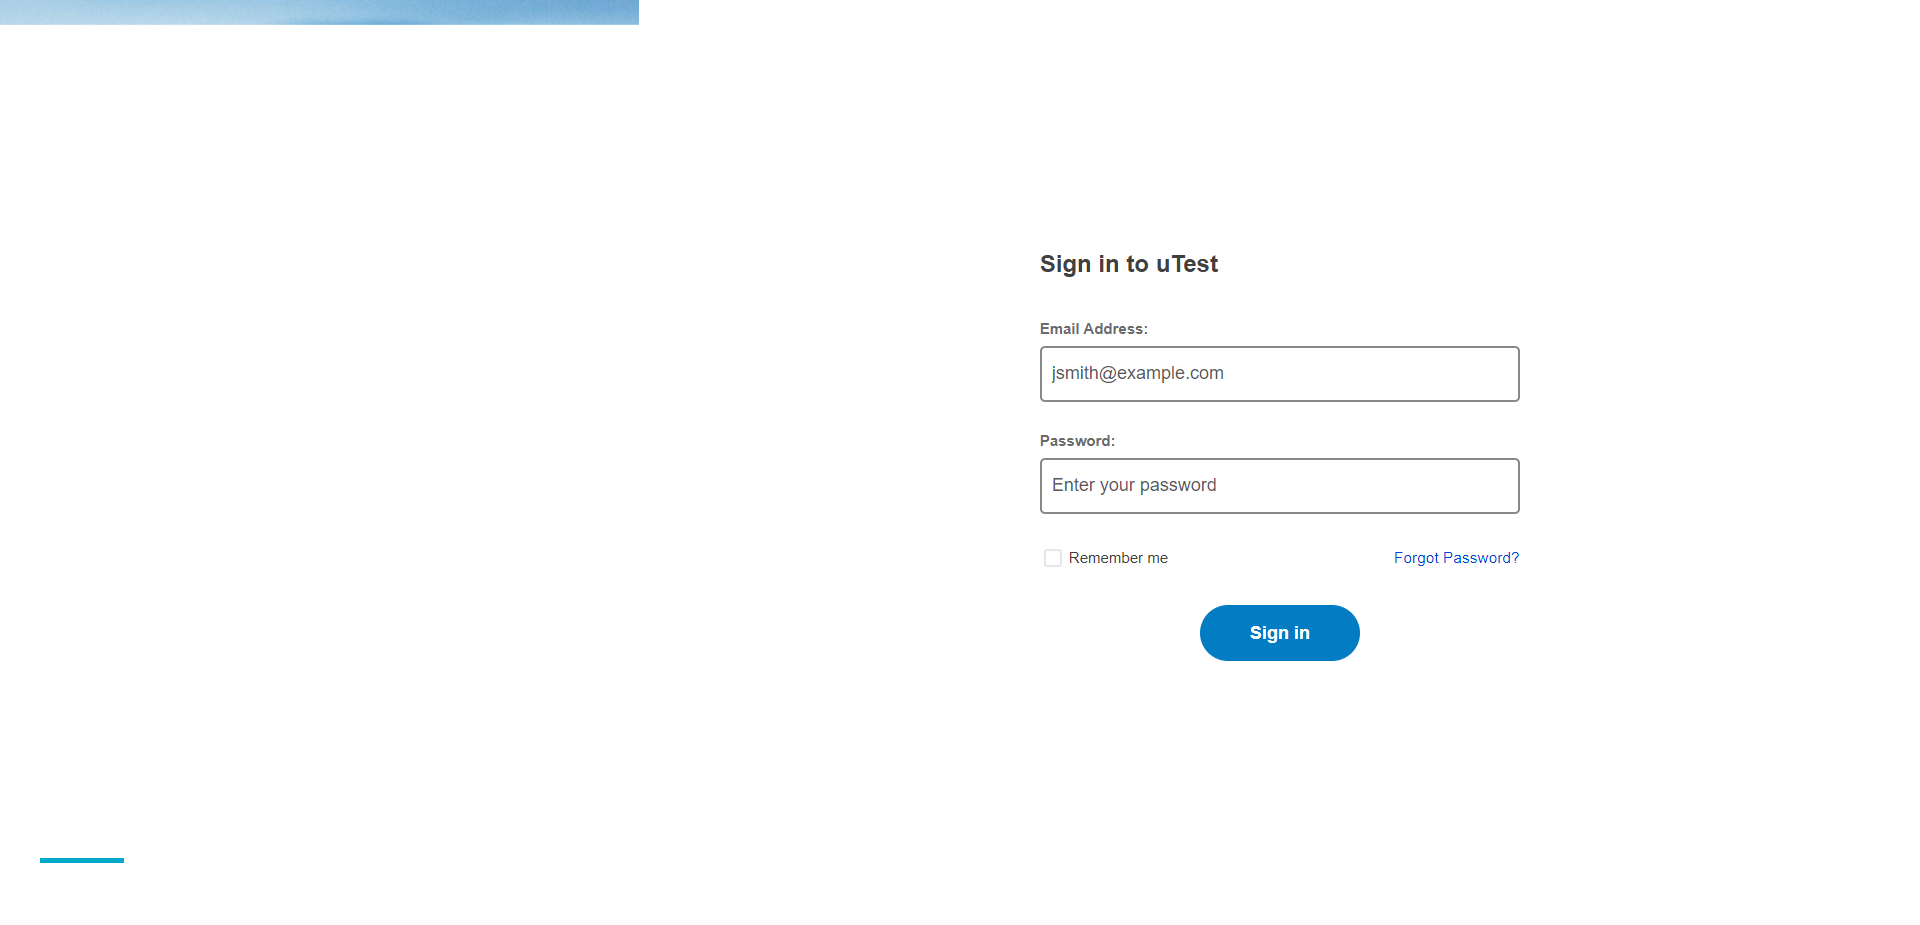 Sign in to uTest
Email Address:
jsmith@example.com
Password:
Enter your password
Remember me
Forgot Password?
Sign in